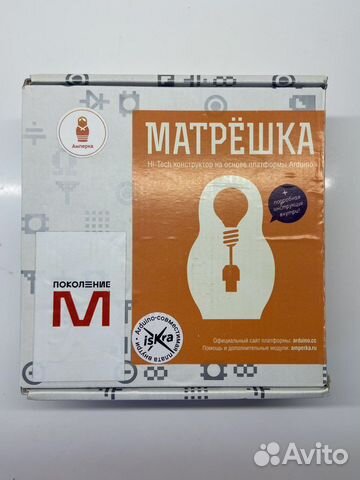 Амперка
МАТРЁШКА
Hi-Tech конструктор на основе платформы Arduino
+
подробная
инструкция
внутри!
ПОКОЛЕНИЕ
М
Arduino-совместимая плата внутри
iskra
Официальный сайт платформы: arduino.cc
Помощь и дополнительные модули: amperka.ru
Avito